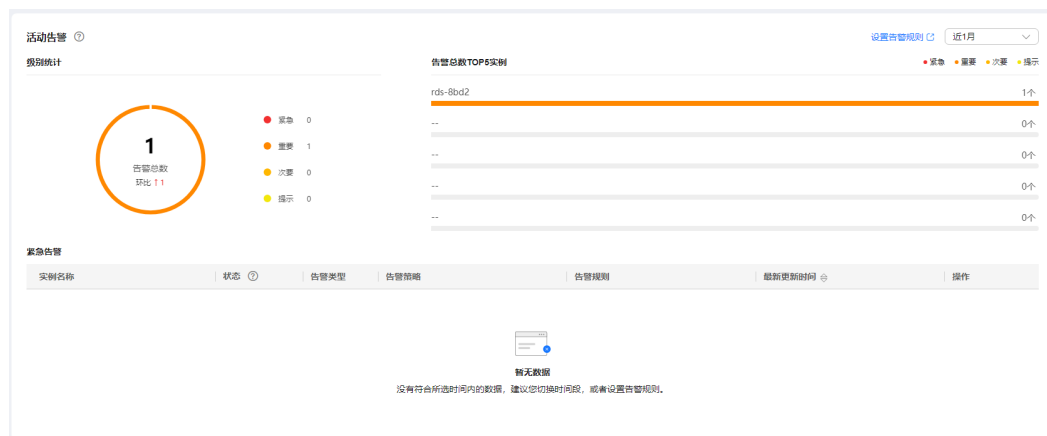 活动告警
设置告警规则 近1月
级别统计
告警总数TOP5实例 紧急 重要 次要 提示
1
告警总数
环比 ↑ 1
紧急 0
重要 1
次要 0
提示 0
rds-8bd2 1个
-- 0个
-- 0个
-- 0个
-- 0个
紧急告警
实例名称 状态 告警类型 告警策略 告警规则 最新更新时间 操作
暂无数据
没有符合所选时间内的数据，建议您切换时间段，或者设置告警规则。